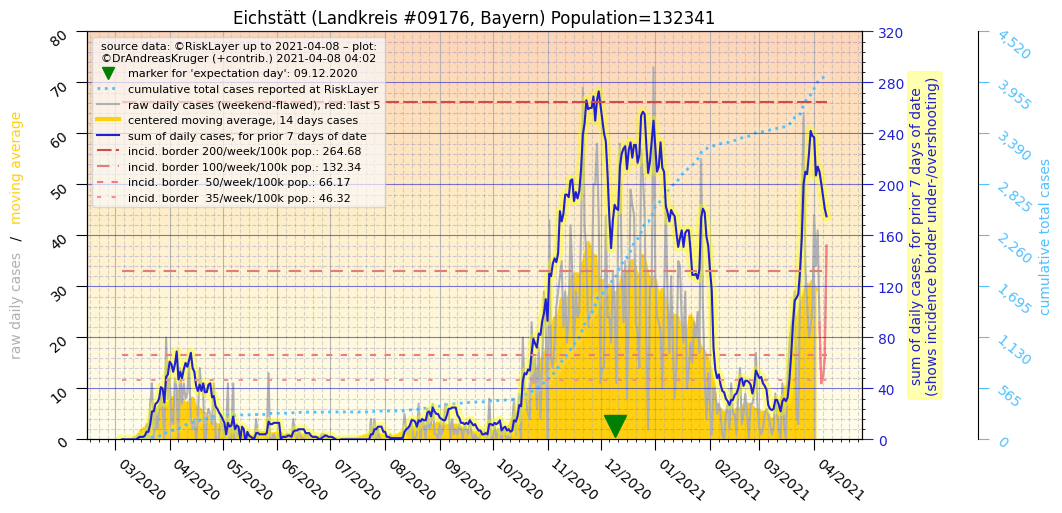 Eichstätt (Landkreis #09176, Bayern) Population=132341
source data: ©RiskLayer up to 2021-04-08 – plot:
©DrAndreasKruger (+contrib.) 2021-04-08 04:02
marker for 'expectation day': 09.12.2020
cumulative total cases reported at RiskLayer
raw daily cases (weekend-flawed), red: last 5
centered moving average, 14 days cases
sum of daily cases, for prior 7 days of date
incid. border 200/week/100k pop.: 264.68
incid. border 100/week/100k pop.: 132.34
incid. border  50/week/100k pop.: 66.17
incid. border  35/week/100k pop.: 46.32
raw daily cases / moving average
80
70
60
50
40
30
20
10
0
03/2020
04/2020
05/2020
06/2020
07/2020
08/2020
09/2020
10/2020
11/2020
12/2020
01/2021
02/2021
03/2021
04/2021
320
280
240
200
160
120
80
40
0
sum of daily cases, for prior 7 days of date
(shows incidence border under-/overshooting)
4,520
3,955
3,390
2,825
2,260
1,695
1,130
565
0
cumulative total cases